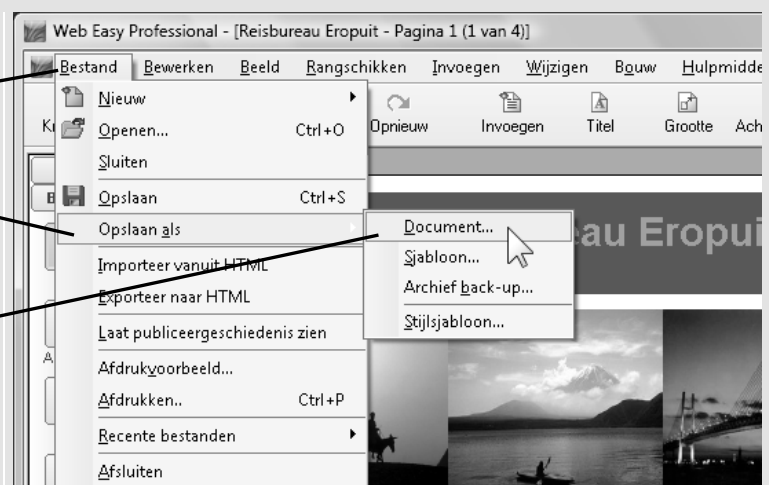 Web Easy Professional - [Reisbureau Eropuit - Pagina 1 (1 van 4)]
Bestand Bewerken Beeld Rangschikken Invoegen Wijzigen Bouw Hulpmidde
Opnieuw Invoegen Titel Grootte Ach
Nieuw
Openen... Ctrl+O
Sluiten
Opslaan Ctrl+S
Opslaan als
Importeer vanuit HTML
Exporteer naar HTML
Laat publiceergeschiedenis zien
Afdrukvoorbeeld...
Afdrukken.. Ctrl+P
Recente bestanden
Afsluiten
Document...
Sjabloon...
Archief back-up...
Stijlsjabloon...
eau Eropui